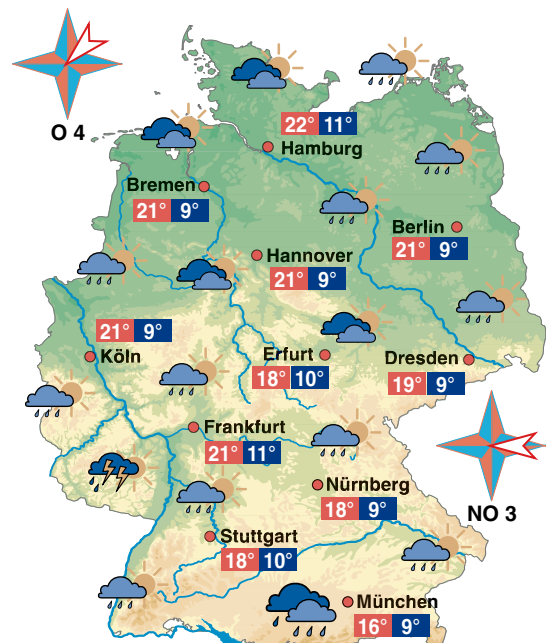 O 4
22° 11°
Hamburg
Bremen
21° 9°
Berlin
21° 9°
Hannover
21° 9°
21° 9°
Köln
Erfurt
18° 10°
Dresden
19° 9°
Frankfurt
21° 11°
Nürnberg
18° 9°
NO 3
Stuttgart
18° 10°
München
16° 9°